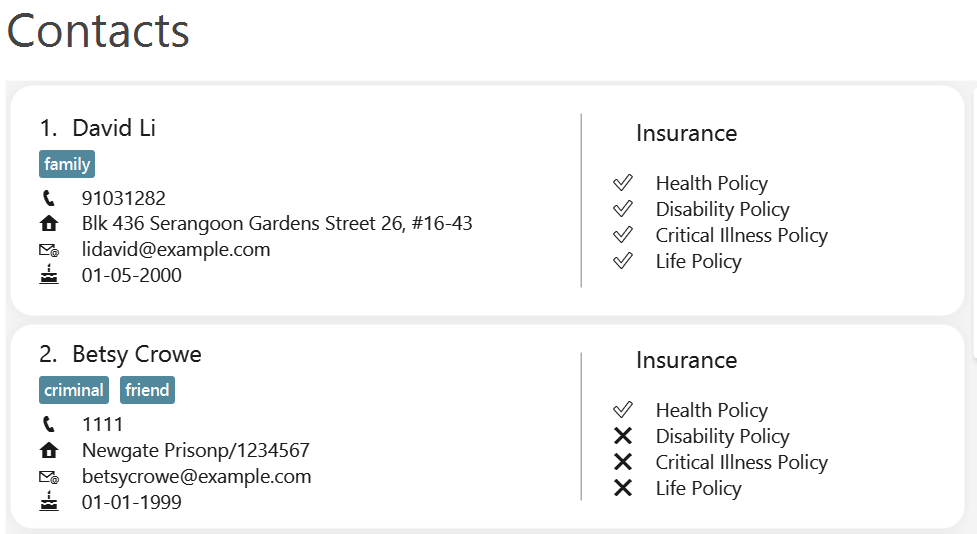 Contacts
1. David Li
family
91031282
Blk 436 Serangoon Gardens Street 26, #16-43
lidavid@example.com
01-05-2000
Insurance
Health Policy
Disability Policy
Critical Illness Policy
Life Policy
2. Betsy Crowe
criminal friend
1111
Newgate Prisonp/1234567
betsycrowe@example.com
01-01-1999
Insurance
Health Policy
Disability Policy
Critical Illness Policy
Life Policy